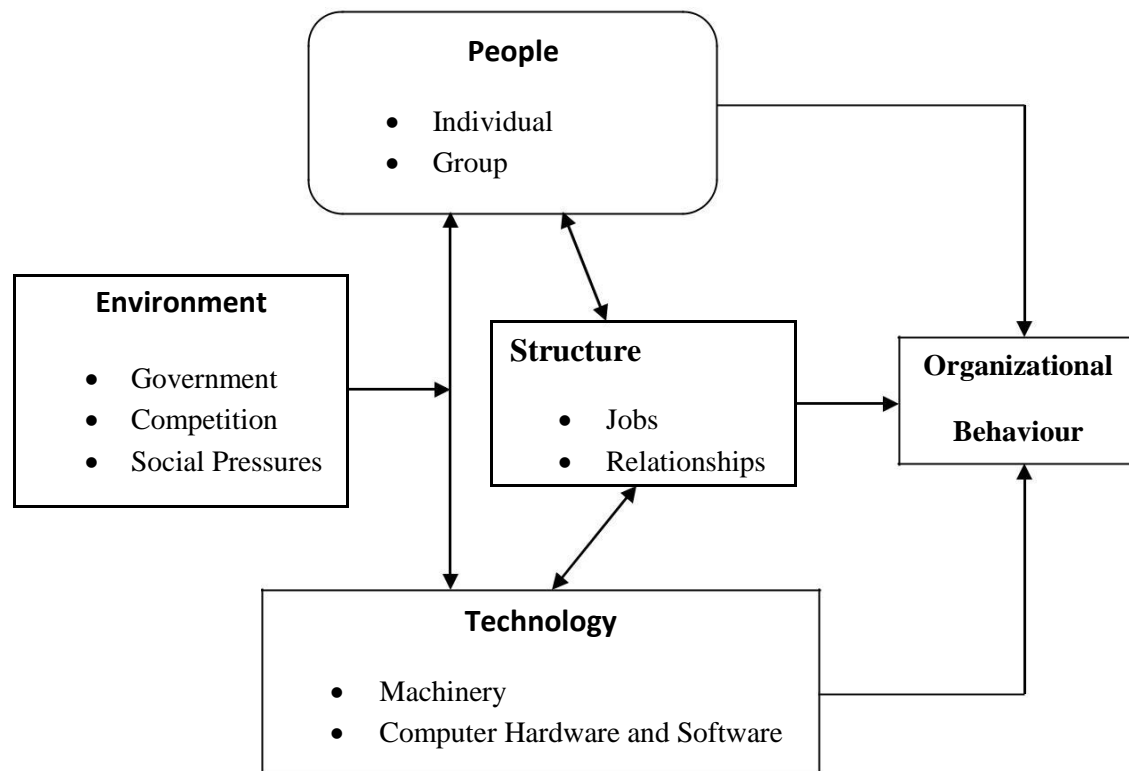 People
• Individual
• Group
Environment
• Government
• Competition
• Social Pressures
Structure
• Jobs
• Relationships
Organizational
Behaviour
Technology
• Machinery
• Computer Hardware and Software